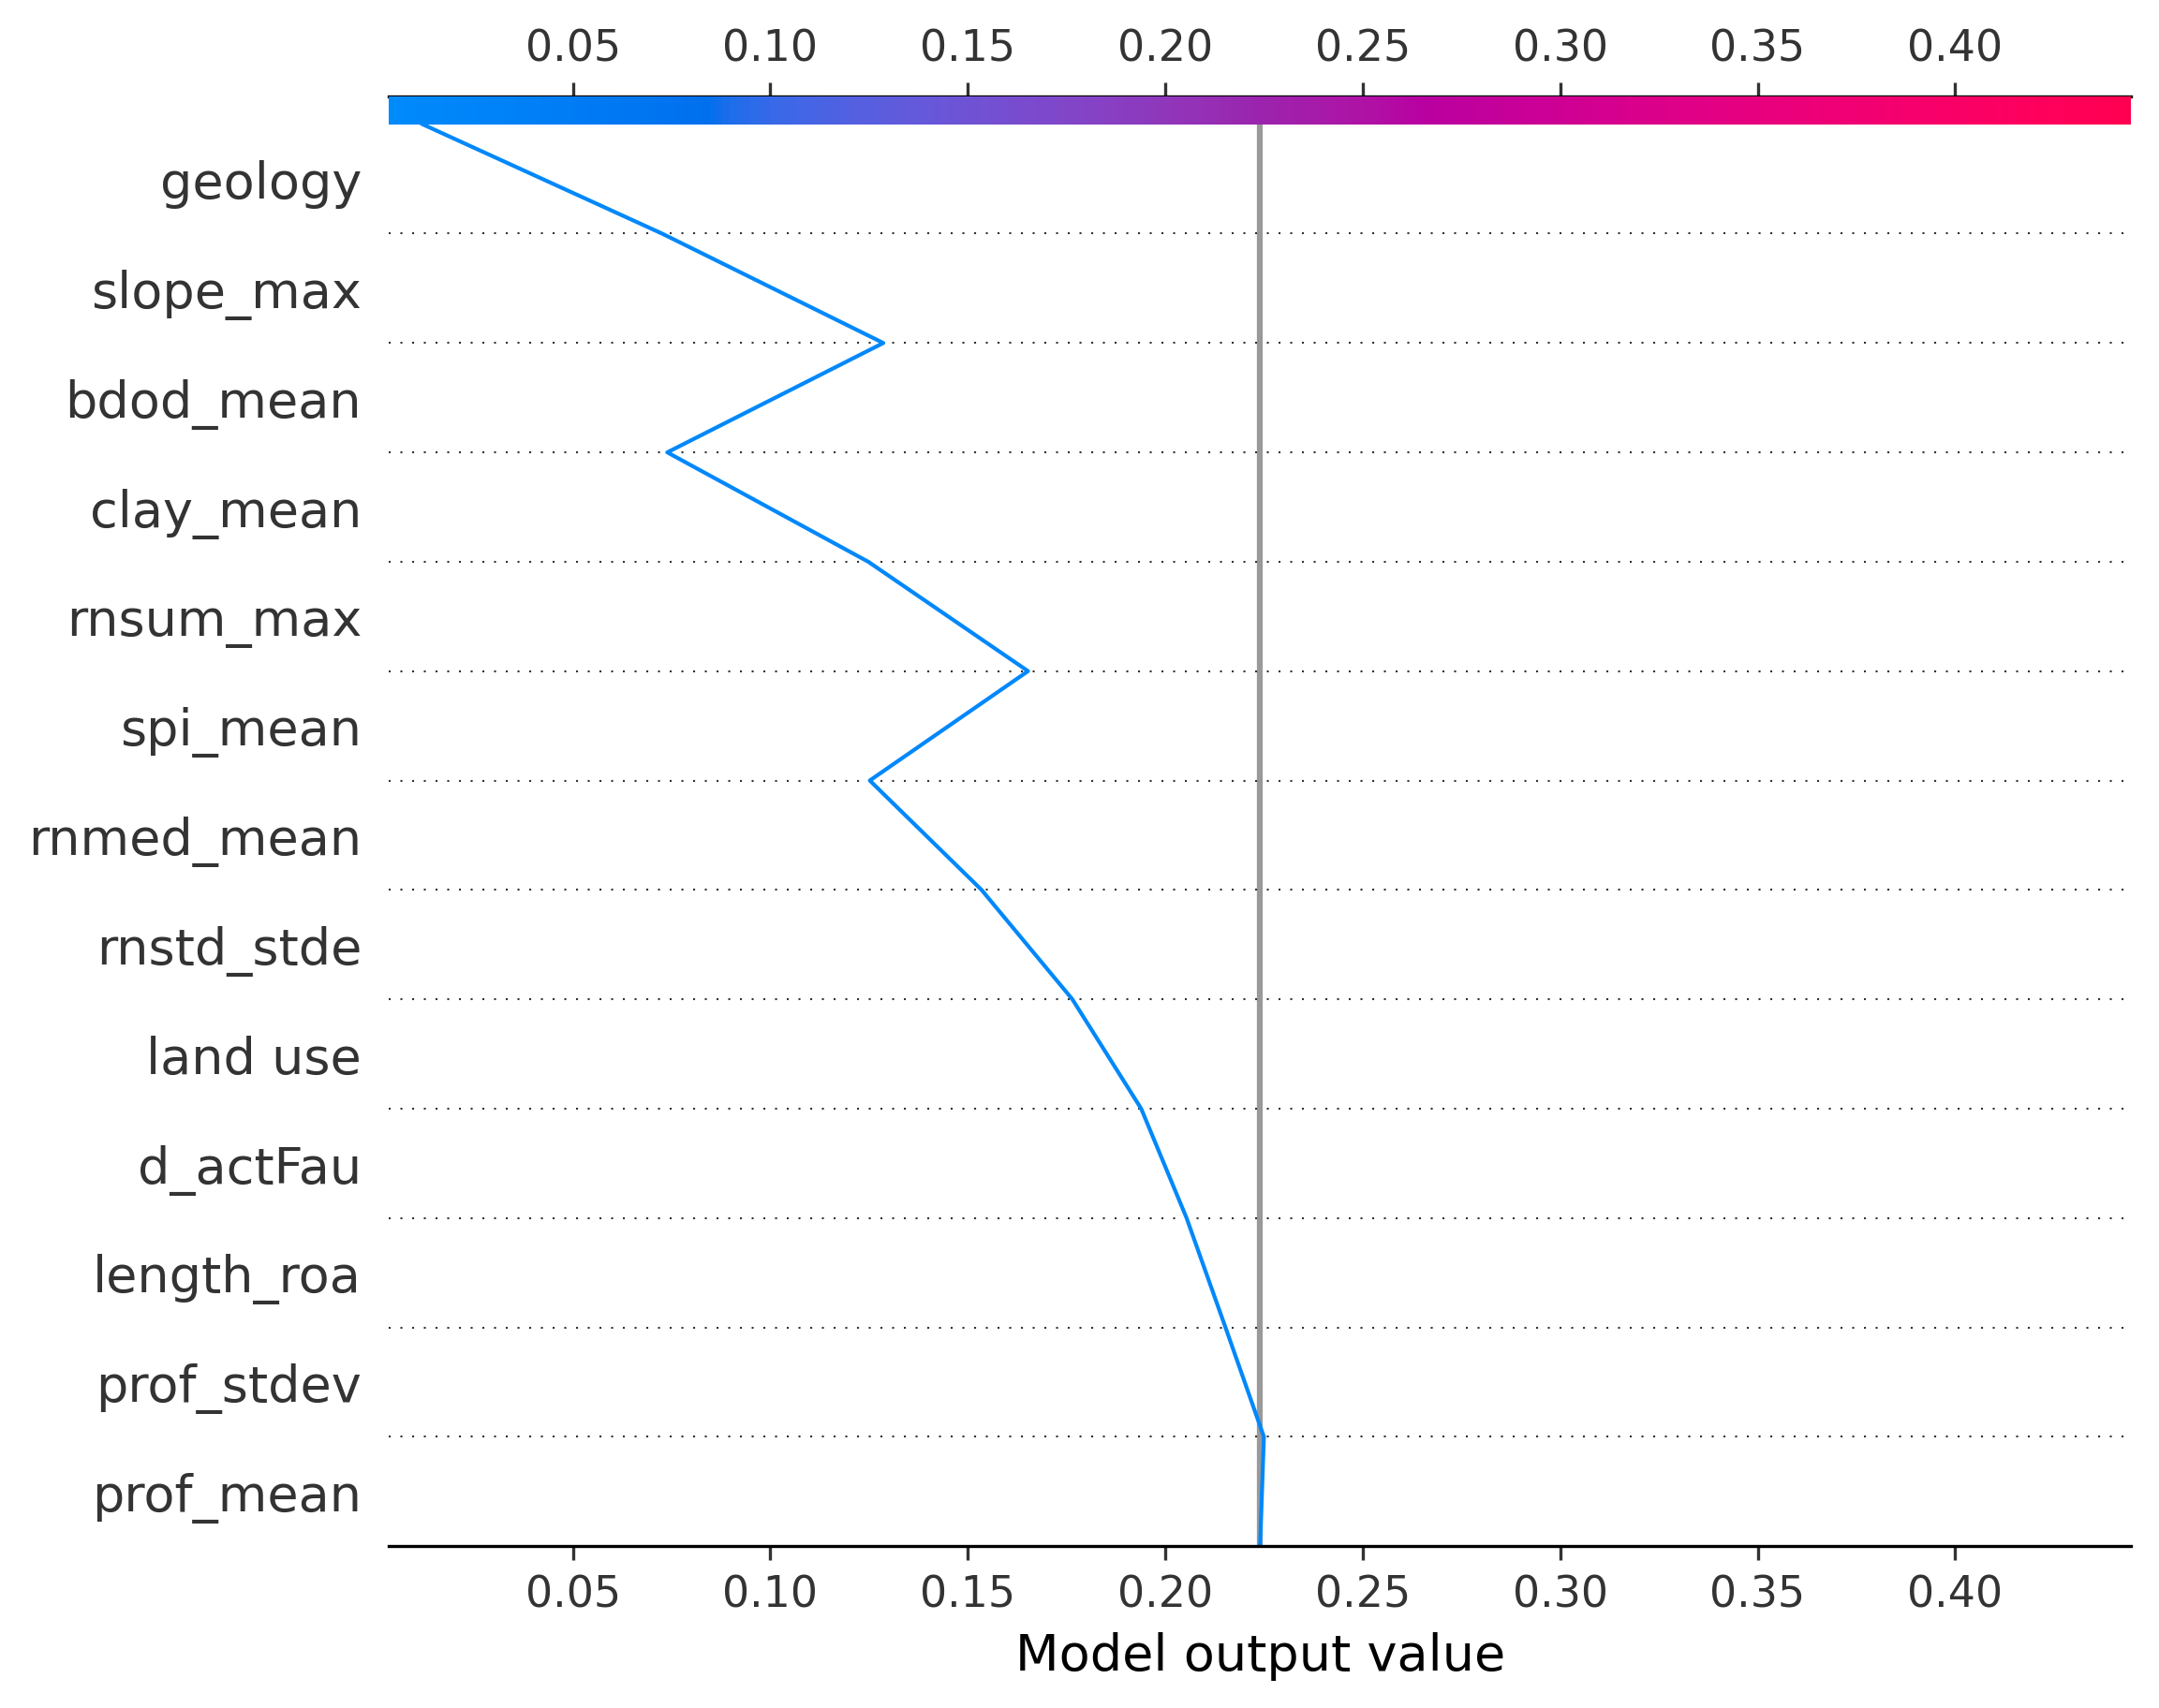 0.05 0.10 0.15 0.20 0.25 0.30 0.35 0.40
geology
slope_max
bdod_mean
clay_mean
rnsum_max
spi_mean
rnmed_mean
rnstd_stde
land use
d_actFau
length_roa
prof_stdev
prof_mean
0.05 0.10 0.15 0.20 0.25 0.30 0.35 0.40
Model output value